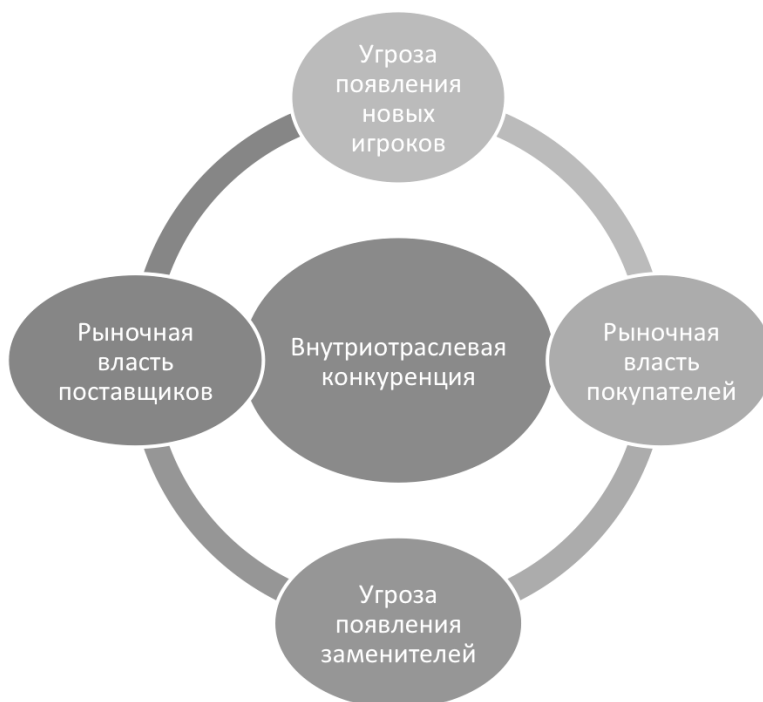 Угроза
появления
новых
игроков
Рыночная
власть
поставщиков
Внутриотраслевая
конкуренция
Рыночная
власть
покупателей
Угроза
появления
заменителей